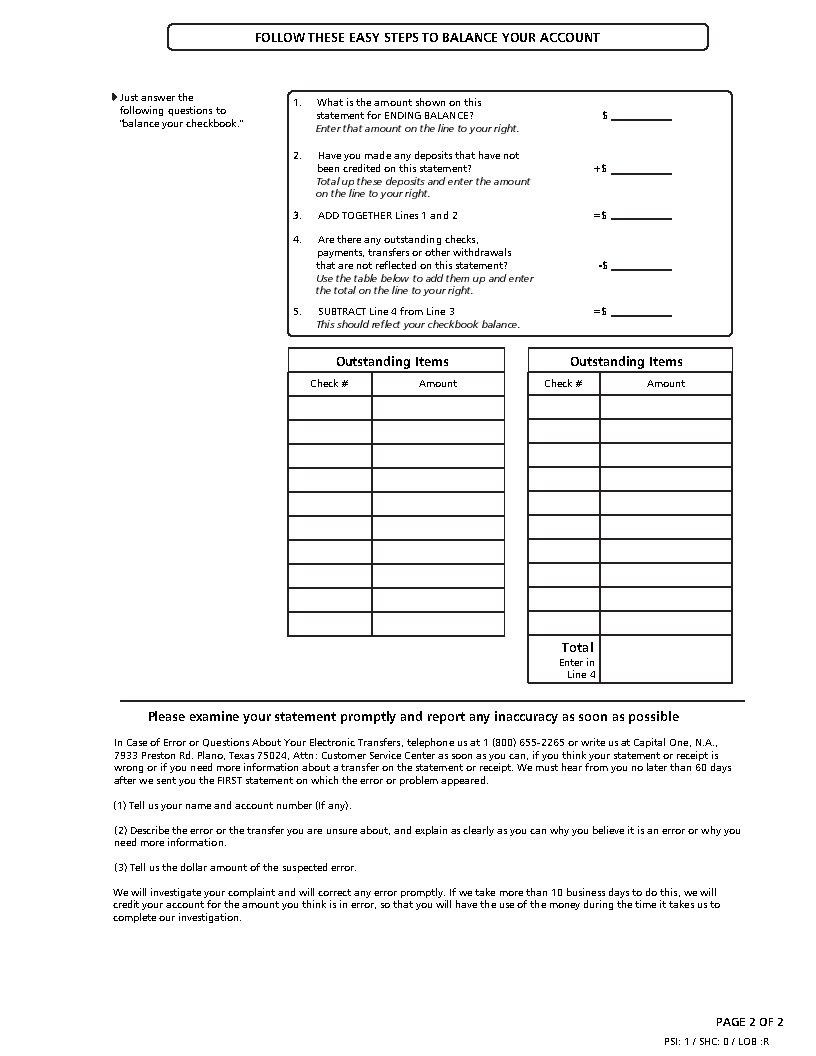 FOLLOW THESE EASY STEPS TO BALANCE YOUR ACCOUNT
Just answer the
following questions to
"balance your checkbook."
1. What is the amount shown on this
statement for ENDING BALANCE? $
Enter that amount on the line to your right.
2. Have you made any deposits that have not
been credited on this statement? +$
Total up these deposits and enter the amount
on the line to your right.
3. ADD TOGETHER Lines 1 and 2 =$
4. Are there any outstanding checks,
payments, transfers or other withdrawals
that are not reflected on this statement? -$
Use the table below to add them up and enter
the total on the line to your right.
5. SUBTRACT Line 4 from Line 3 =$
This should reflect your checkbook balance.
Outstanding Items
Check # Amount
Outstanding Items
Check # Amount
Total
Enter in
Line 4
Please examine your statement promptly and report any inaccuracy as soon as possible
In Case of Error or Questions About Your Electronic Transfers, telephone us at 1 (800) 655-2265 or write us at Capital One, N.A.,
7933 Preston Rd. Plano, Texas 75024, Attn: Customer Service Center as soon as you can, if you think your statement or receipt is
wrong or if you need more information about a transfer on the statement or receipt. We must hear from you no later than 60 days
after we sent you the FIRST statement on which the error or problem appeared.
(1) Tell us your name and account number (If any).
(2) Describe the error or the transfer you are unsure about, and explain as clearly as you can why you believe it is an error or why you
need more information.
(3) Tell us the dollar amount of the suspected error.
We will investigate your complaint and will correct any error promptly. If we take more than 10 business days to do this, we will
credit your account for the amount you think is in error, so that you will have the use of the money during the time it takes us to
complete our investigation.
PAGE 2 OF 2
PSI: 1 / SHC: 0 / LOB :R